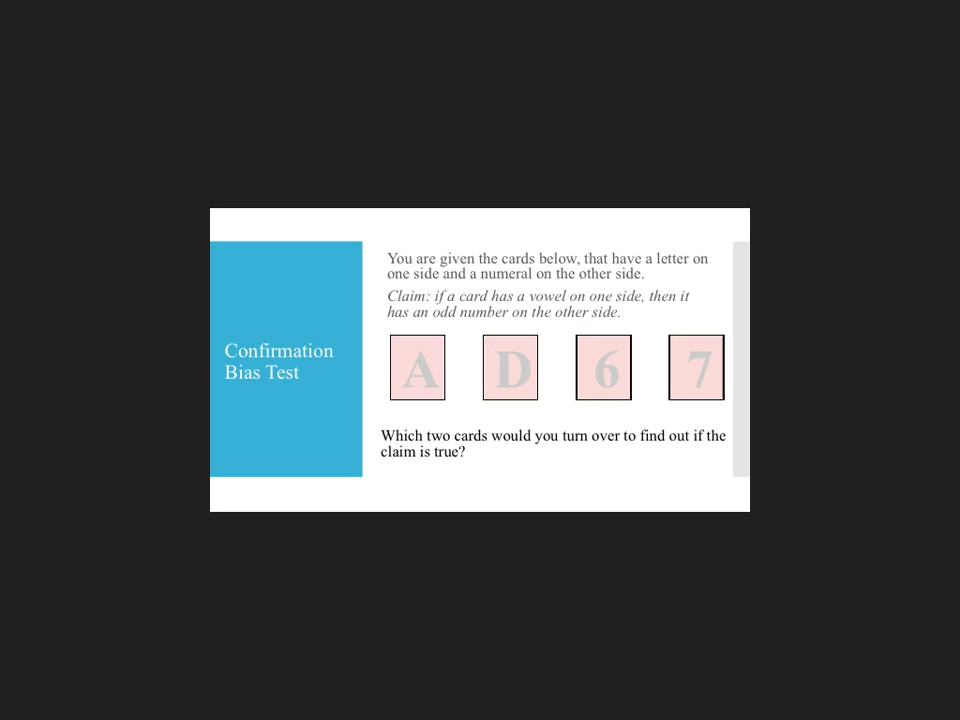 Confirmation
Bias Test
You are given the cards below, that have a letter on
one side and a numeral on the other side.
Claim: if a card has a vowel on one side, then it
has an odd number on the other side.
A D 6 7
Which two cards would you turn over to find out if the
claim is true?